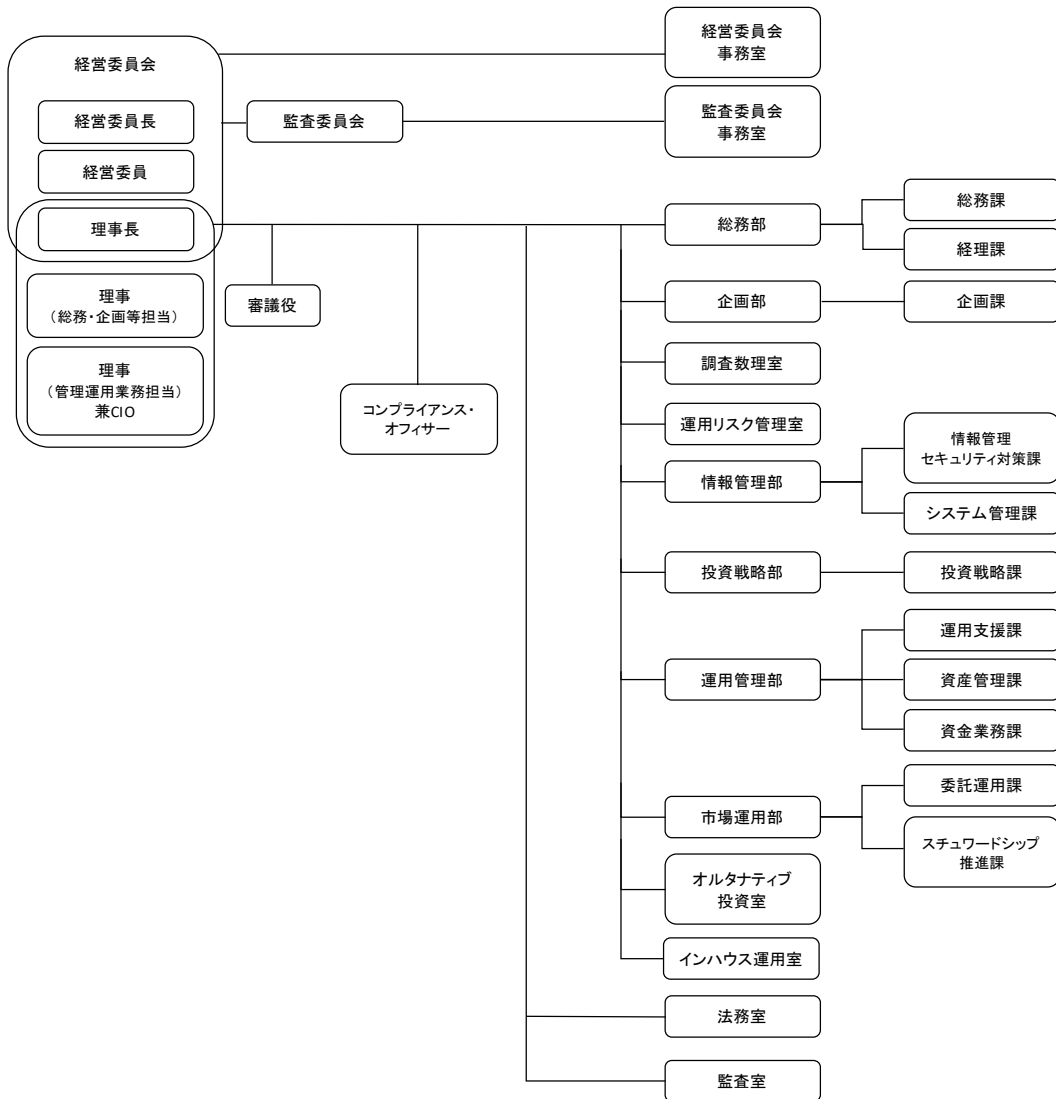 経営委員会
経営委員長
経営委員
理事長
理事
（総務・企画等担当）
理事
（管理運用業務担当）
兼CIO
監査委員会
審議役
コンプライアンス・
オフィサー
経営委員会
事務室
監査委員会
事務室
総務部
総務課
経理課
企画部
企画課
調査数理室
運用リスク管理室
情報管理部
情報管理
セキュリティ対策課
システム管理課
投資戦略部
投資戦略課
運用管理部
運用支援課
資産管理課
資金業務課
市場運用部
委託運用課
スチュワードシップ
推進課
オルタナティブ
投資室
インハウス運用室
法務室
監査室